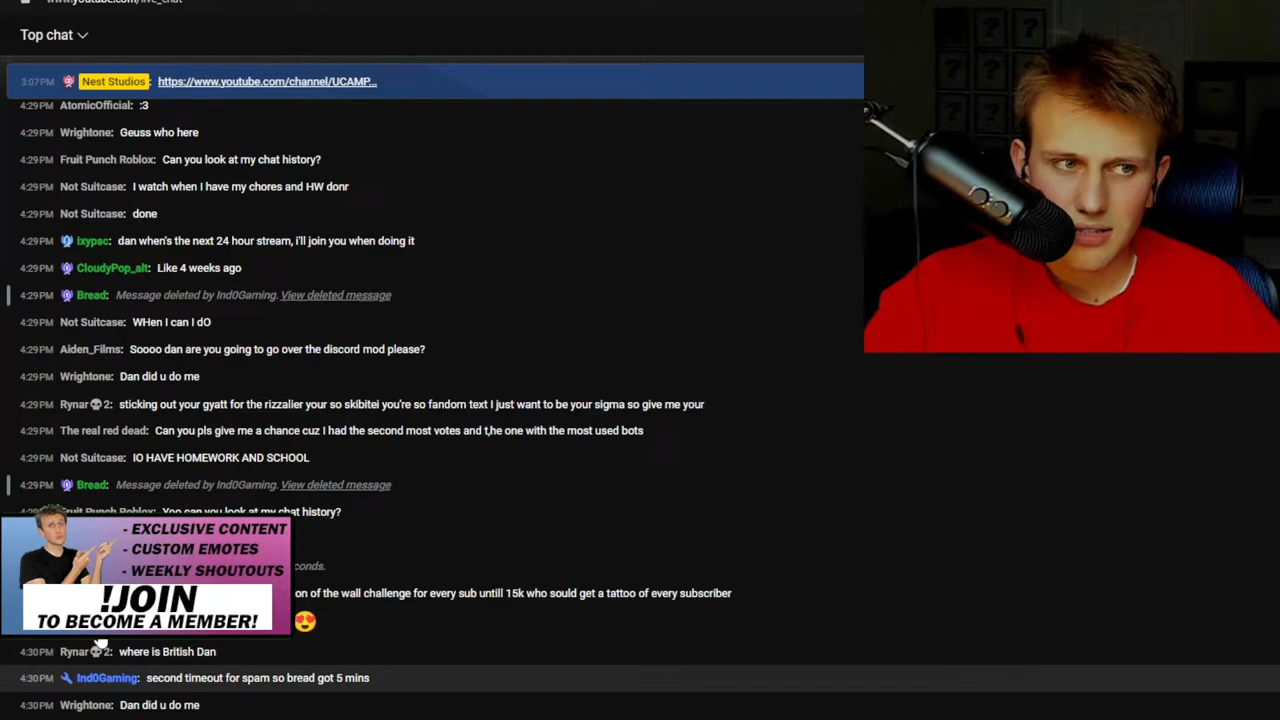 www.youtube.com/live_chat
Top chat
3:07PM Nest Studios: https://www.youtube.com/channel/UCAMP...
4:29PM AtomicOfficial: :3
4:29PM Wrightone: Geuss who here
4:29PM Fruit Punch Roblox: Can you look at my chat history?
4:29PM Not Suitcase: I watch when I have my chores and HW donr
4:29PM Not Suitcase: done
4:29PM Ixypsc: dan when's the next 24 hour stream, i'll join you when doing it
4:29PM CloudyPop_alt: Like 4 weeks ago
4:29PM Bread: Message deleted by Ind0Gaming. View deleted message
4:29PM Not Suitcase: WHen I can I dO
4:29PM Aiden_Films: Soooo dan are you going to go over the discord mod please?
4:29PM Wrightone: Dan did u do me
4:29PM Rynar💀2: sticking out your gyatt for the rizzalier your so skibitei you're so fandom text I just want to be your sigma so give me your
4:29PM The real red dead: Can you pls give me a chance cuz I had the second most votes and t,he one with the most used bots
4:29PM Not Suitcase: IO HAVE HOMEWORK AND SCHOOL
4:29PM Bread: Message deleted by Ind0Gaming. View deleted message
4:29 Fruit Punch Roblox: Yoo can you look at my chat history?
- EXCLUSIVE CONTENT
- CUSTOM EMOTES
- WEEKLY SHOUTOUTS
!JOIN
TO BECOME A MEMBER!
conds.
on of the wall challenge for every sub untill 15k who sould get a tattoo of every subscriber
😍
4:30PM Rynar💀2: where is British Dan
4:30PM Ind0Gaming: second timeout for spam so bread got 5 mins
4:30PM Wrightone: Dan did u do me